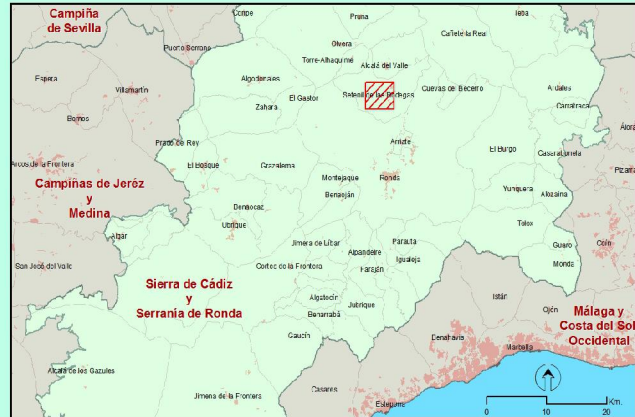 Campiña
de Sevilla
Coripe
Pruna
Teba
Cañete la Real
Puerto Serrano
Olvera
Torre-Alhaquime
Alcalá del Valle
Espera
Villamartín
Algodonales
Setenil de las Bodegas
Cuevas del Becerro
Ardales
El Gastor
Zahara
Carratraca
Bornos
Prado del Rey
Arriate
Arcos de la Frontera
El Bosque
Grazalema
Montejaque
Ronda
El Burgo
Casarabonela
Pizarra
Campiñas de Jeréz
y
Medina
Benaoján
Yunquera
Alozaina
Benaocaz
Ubrique
Tolox
Algar
Jimera de Líbar
Parauta
Alpandeire
Igualeja
Guaro
Coín
San José del Valle
Cortes de la Frontera
Faraján
Monda
Sierra de Cádiz
y
Serranía de Ronda
Algatocín
Jubrique
Benarrabá
Istán
Ojén
Málaga y
Costa del Sol
Occidental
Gaucín
Benahavís
Marbella
Alcalá de los Gazules
Casares
Jimena de la Frontera
Estepona
0 10 20 Km.